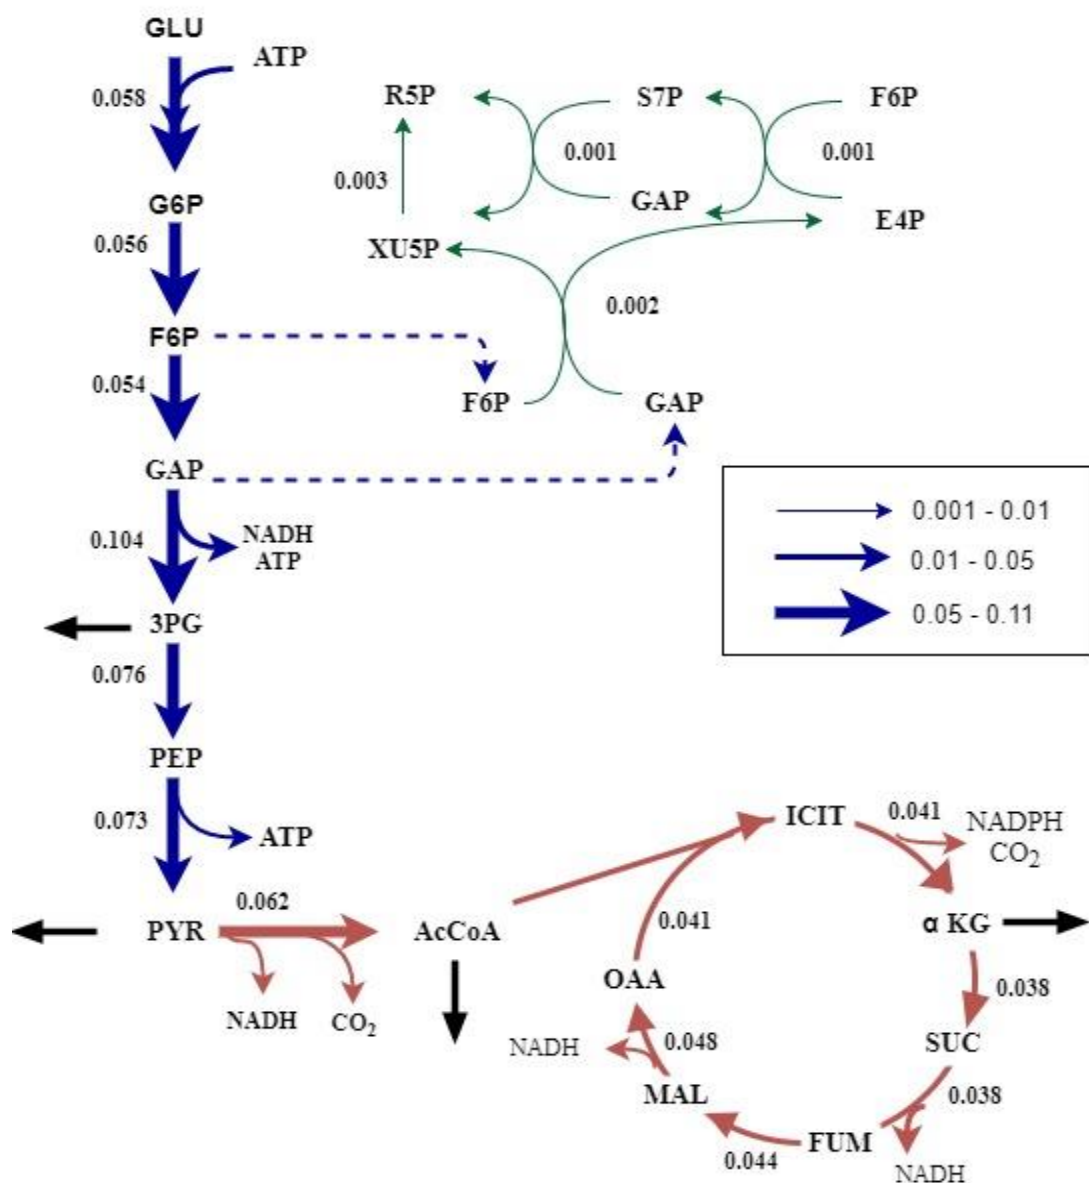 GLU
ATP
0.058
R5P
S7P
F6P
0.001
0.001
0.003
G6P
GAP
E4P
0.056
XU5P
0.002
F6P
0.054
F6P
GAP
GAP
0.001 - 0.01
0.104
NADH
ATP
0.01 - 0.05
0.05 - 0.11
3PG
0.076
PEP
0.073
ATP
ICIT
0.041
NADPH
CO₂
0.062
PYR
AcCoA
0.041
α KG
OAA
0.038
NADH
CO₂
NADH
0.048
SUC
MAL
0.038
FUM
0.044
NADH